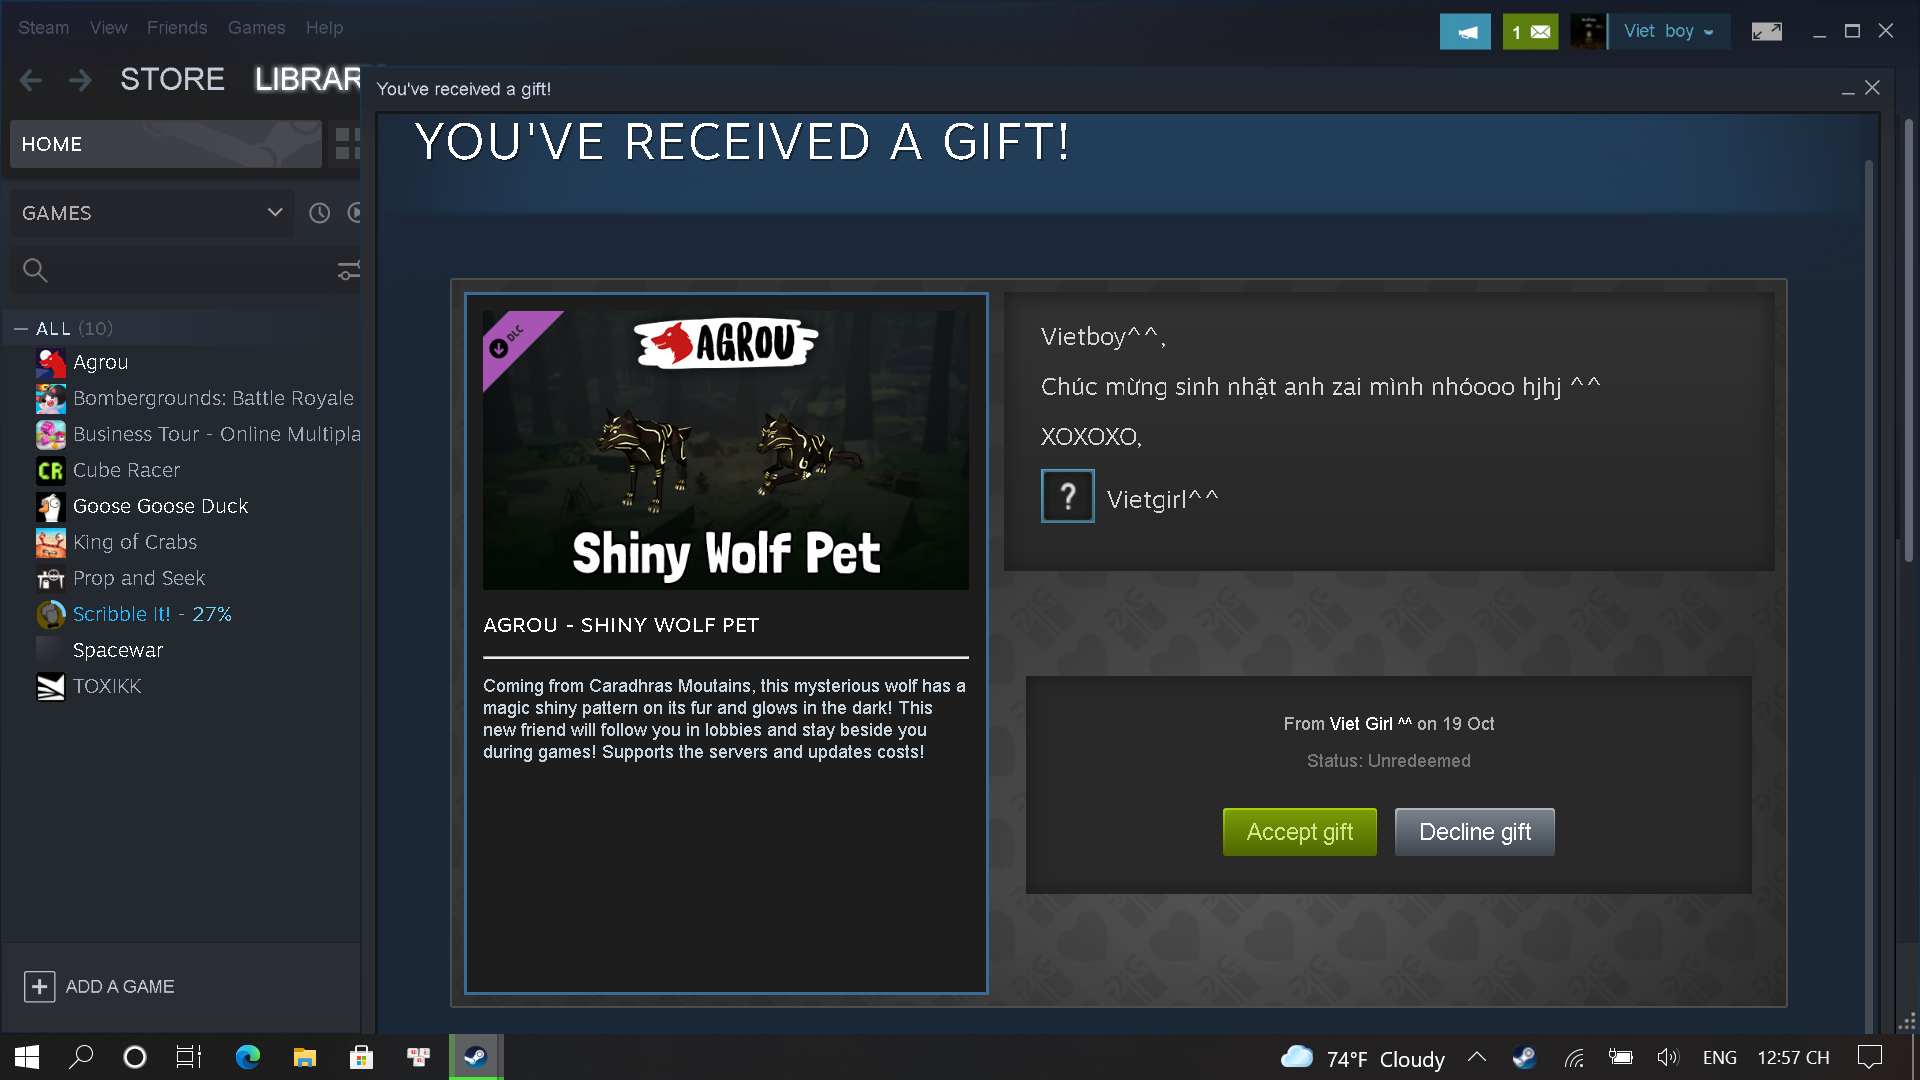 Steam View Friends Games Help
1
Viet boy
STORE LIBRAR
You've received a gift!
YOU'VE RECEIVED A GIFT!
HOME
GAMES
ALL (10)
Agrou
Bombergrounds: Battle Royale
Business Tour - Online Multipla
CR
Cube Racer
Goose Goose Duck
King of Crabs
Prop and Seek
Scribble It! - 27%
Spacewar
TOXIKK
ADD A GAME
DLC
AGROU
Shiny Wolf Pet
AGROU - SHINY WOLF PET
Coming from Caradhras Moutains, this mysterious wolf has a
magic shiny pattern on its fur and glows in the dark! This
new friend will follow you in lobbies and stay beside you
during games! Supports the servers and updates costs!
Vietboy^^,
Chúc mừng sinh nhật anh zai mình nhóooo hjhj ^^
XOXOXO,
? Vietgirl^^
From Viet Girl ^^ on 19 Oct
Status: Unredeemed
Accept gift Decline gift
74°F Cloudy ENG 12:57 CH